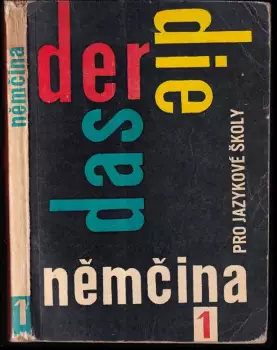 němčina
1
der
die
das
PRO JAZYKOVÉ ŠKOLY
němčina
1